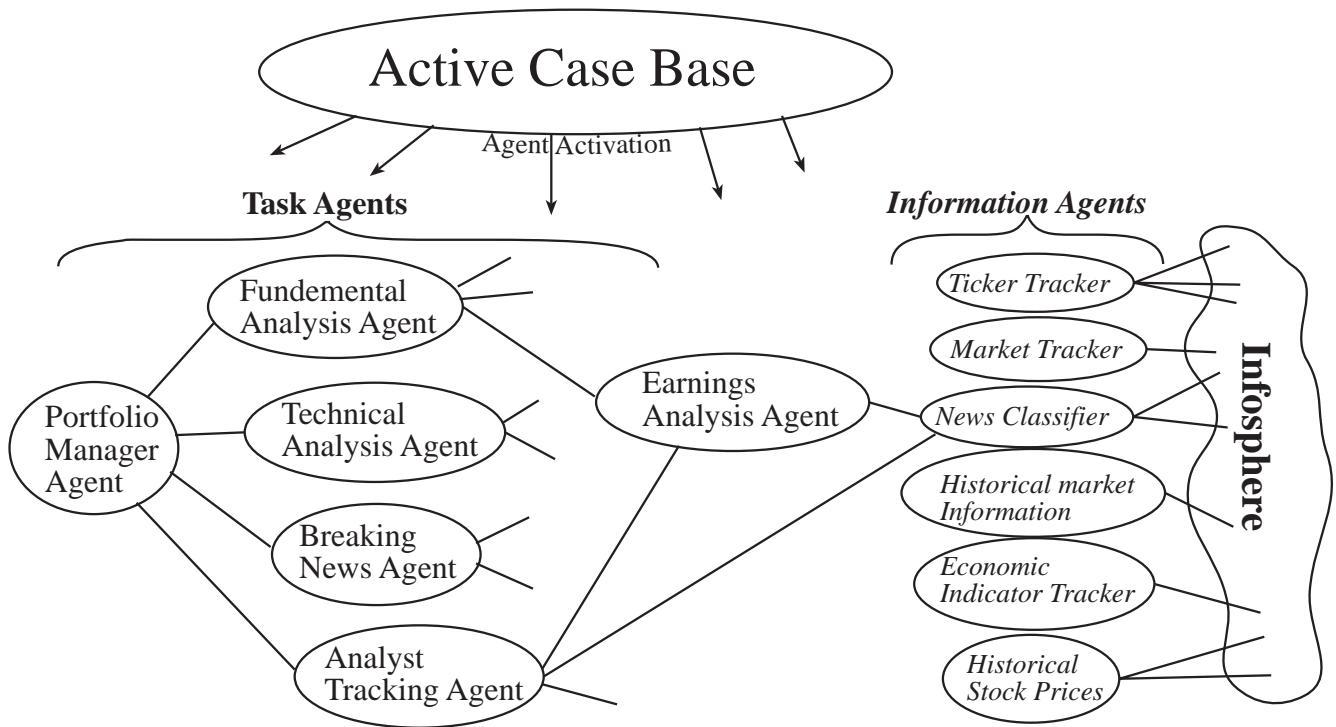 Active Case Base
Agent Activation
Task Agents
Information Agents
Fundemental
Analysis Agent
Ticker Tracker
Market Tracker
Infosphere
Portfolio
Manager
Agent
Technical
Analysis Agent
Earnings
Analysis Agent
News Classifier
Historical market
Information
Breaking
News Agent
Economic
Indicator Tracker
Analyst
Tracking Agent
Historical
Stock Prices